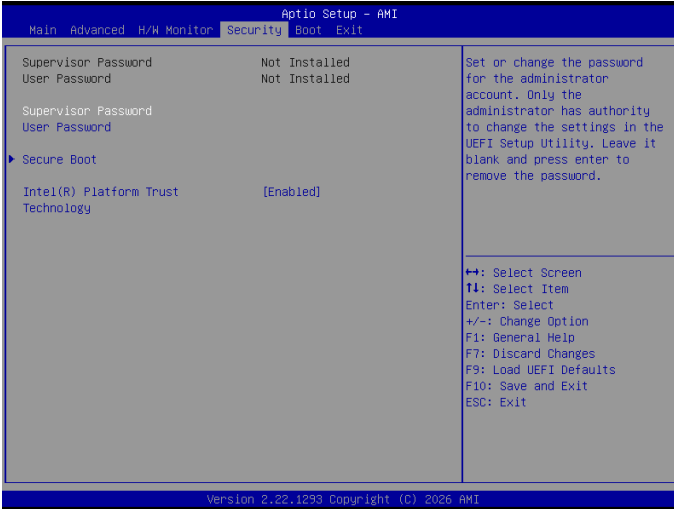 Aptio Setup - AMI
Main Advanced H/W Monitor Security Boot Exit
Supervisor Password Not Installed
User Password Not Installed
Supervisor Password
User Password
Secure Boot
Intel(R) Platform Trust [Enabled]
Technology
Set or change the password
for the administrator
account. Only the
administrator has authority
to change the settings in the
UEFI Setup Utility. Leave it
blank and press enter to
remove the password.
↔: Select Screen
↑↓: Select Item
Enter: Select
+/-: Change Option
F1: General Help
F7: Discard Changes
F9: Load UEFI Defaults
F10: Save and Exit
ESC: Exit
Version 2.22.1293 Copyright (C) 2026 AMI